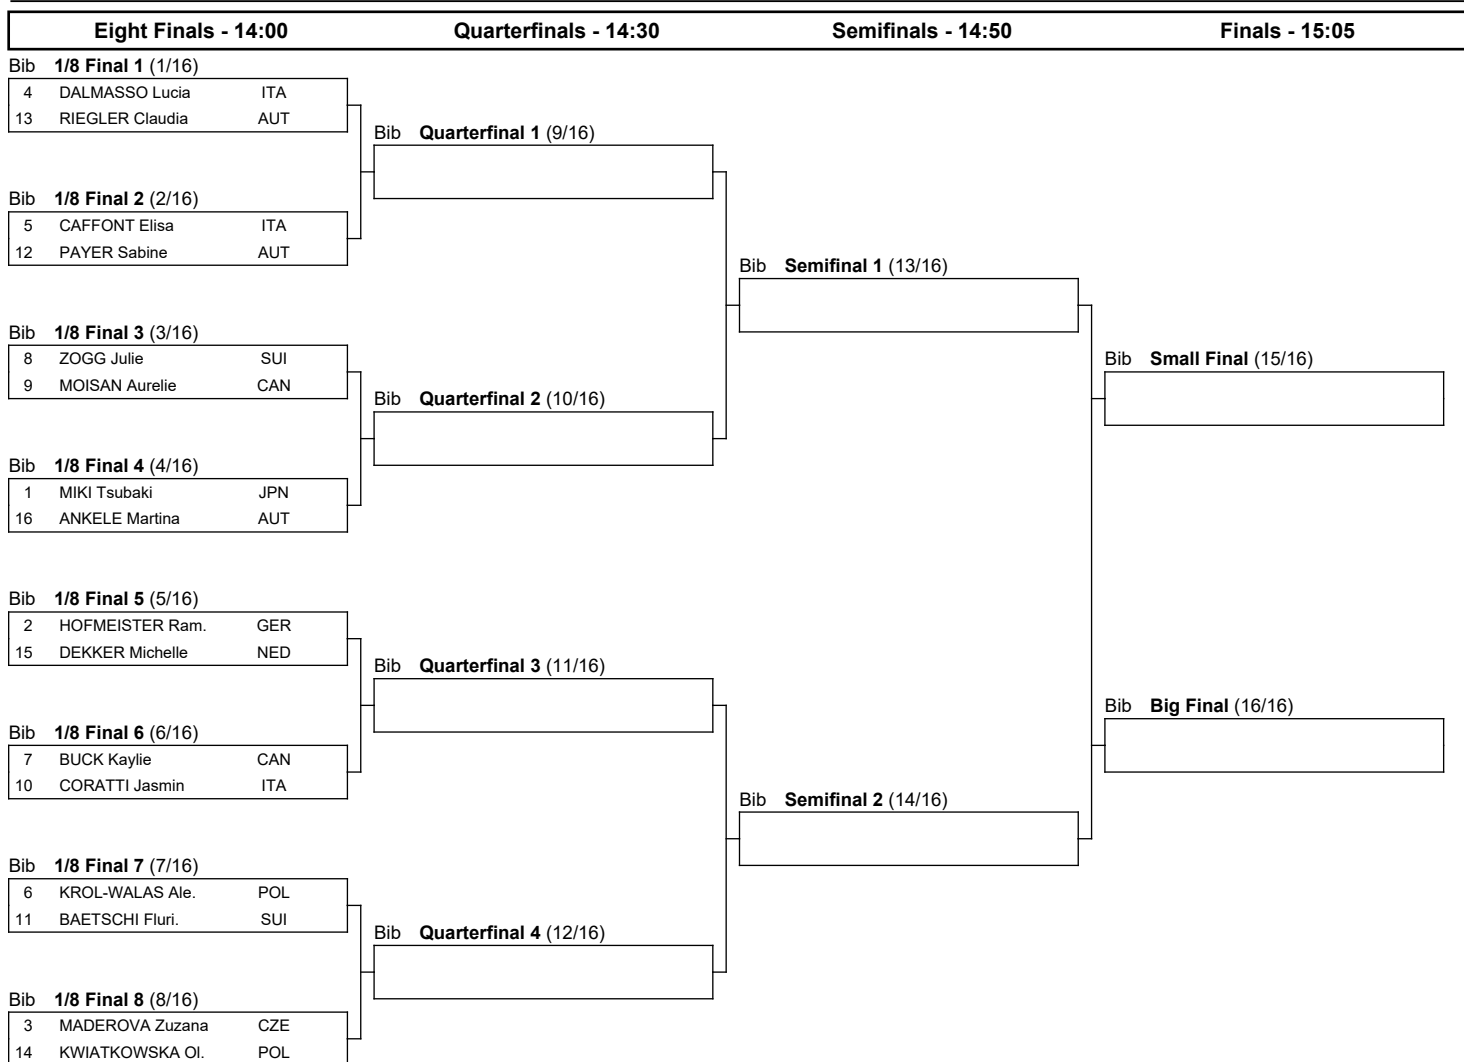 Eight Finals - 14:00 Quarterfinals - 14:30 Semifinals - 14:50 Finals - 15:05
Bib 1/8 Final 1 (1/16)
4 DALMASSO Lucia ITA
13 RIEGLER Claudia AUT
Bib Quarterfinal 1 (9/16)
Bib 1/8 Final 2 (2/16)
5 CAFFONT Elisa ITA
12 PAYER Sabine AUT
Bib Semifinal 1 (13/16)
Bib 1/8 Final 3 (3/16)
8 ZOGG Julie SUI
9 MOISAN Aurelie CAN
Bib Small Final (15/16)
Bib Quarterfinal 2 (10/16)
Bib 1/8 Final 4 (4/16)
1 MIKI Tsubaki JPN
16 ANKELE Martina AUT
Bib 1/8 Final 5 (5/16)
2 HOFMEISTER Ram. GER
15 DEKKER Michelle NED
Bib Quarterfinal 3 (11/16)
Bib Big Final (16/16)
Bib 1/8 Final 6 (6/16)
7 BUCK Kaylie CAN
10 CORATTI Jasmin ITA
Bib Semifinal 2 (14/16)
Bib 1/8 Final 7 (7/16)
6 KROL-WALAS Ale. POL
11 BAETSCHI Fluri. SUI
Bib Quarterfinal 4 (12/16)
Bib 1/8 Final 8 (8/16)
3 MADEROVA Zuzana CZE
14 KWIATKOWSKA Ol. POL